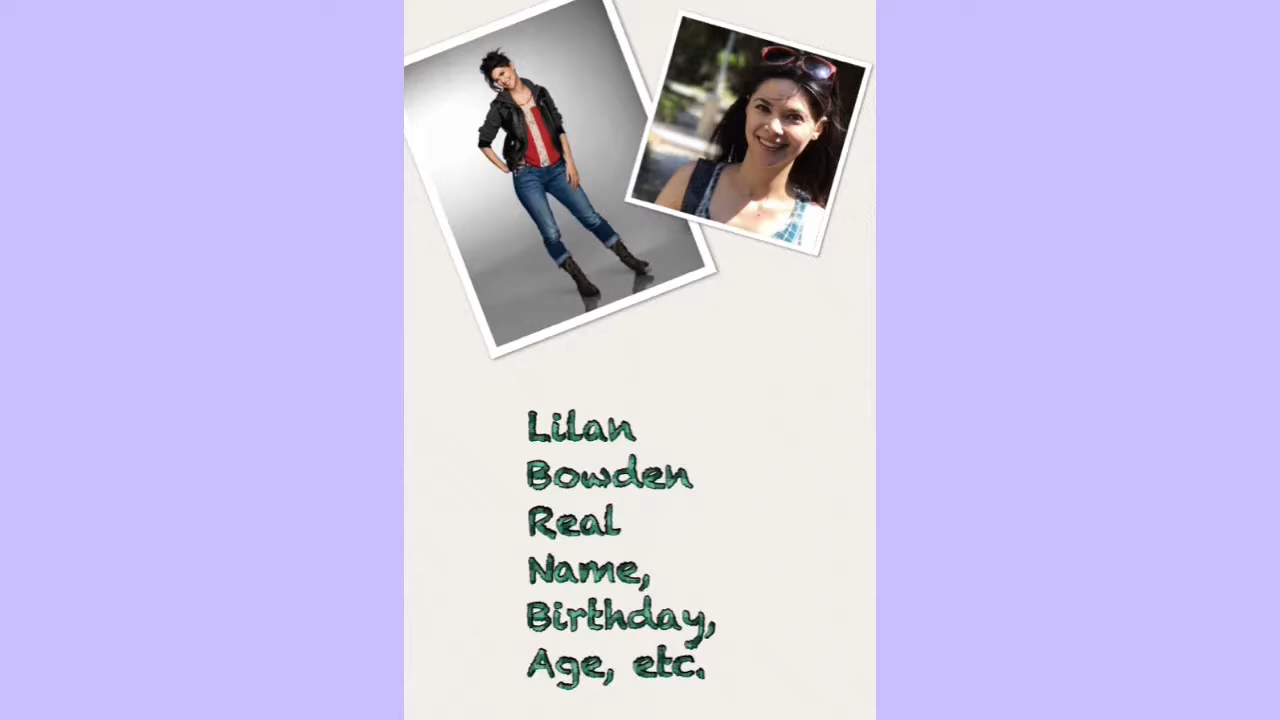 Lilan
Bowden
Real
Name,
Birthday,
Age, etc.